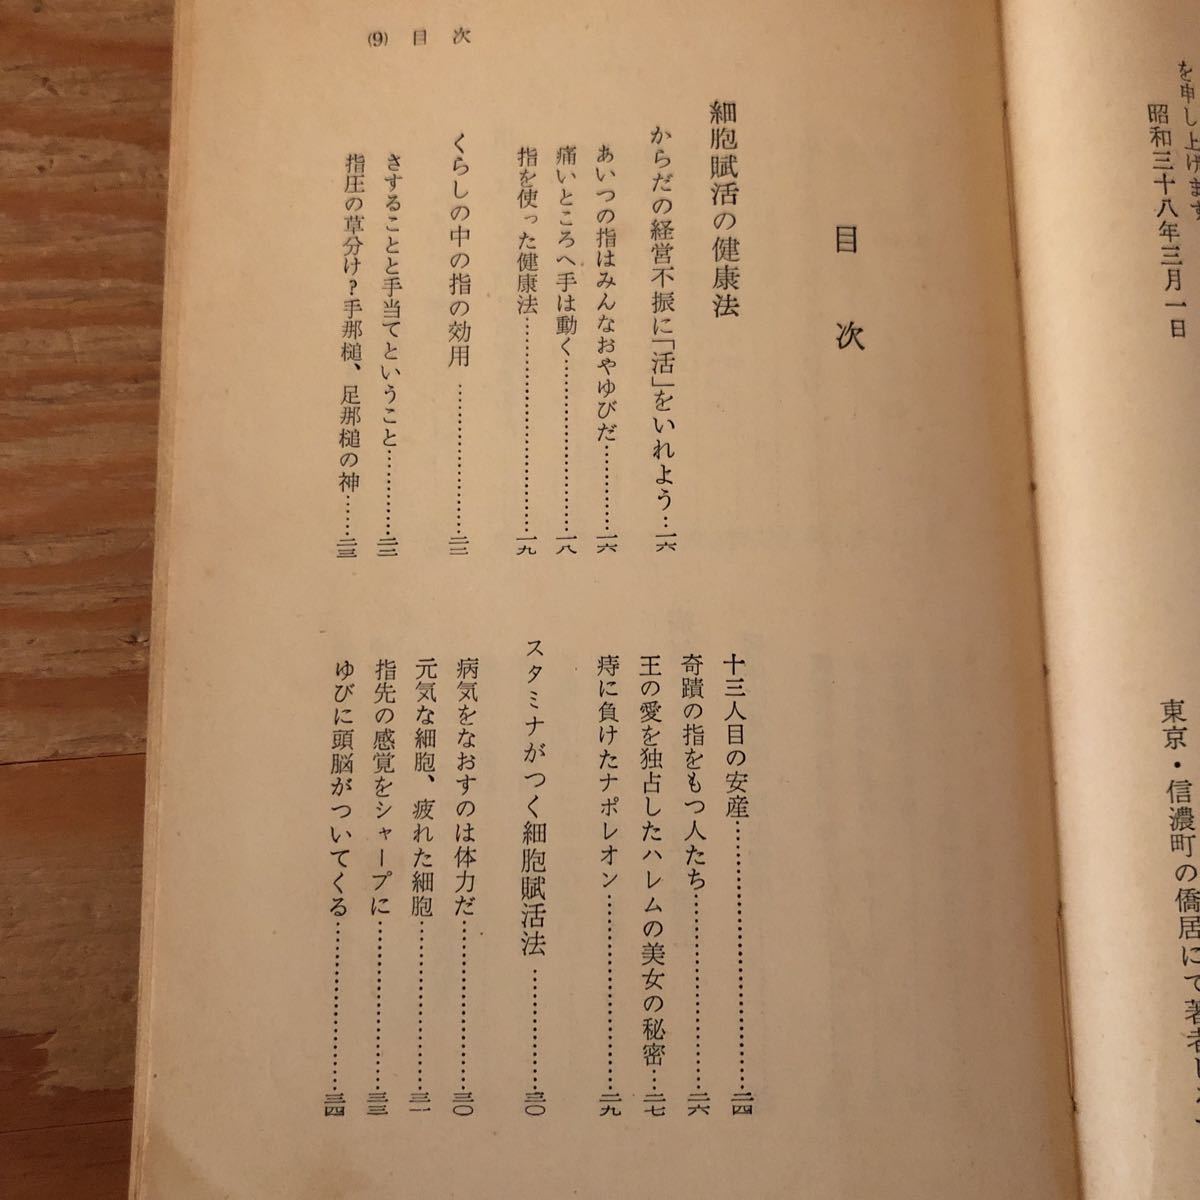 を申し上げます
昭和三十八年三月一日
東京・信濃町の僑居にて著者し
(9) 目次
目次
細胞賦活の健康法
からだの経営不振に「活」をいれよう…一六
あいつの指はみんなおやゆびだ……………一六
痛いところへ手は動く……………………一八
指を使った健康法…………………………一九
くらしの中の指の効用……………………二二
さすることと手当てということ…………二二
指圧の草分け?手那槌、足那槌の神……二三
十三人目の安産……………………………二四
奇蹟の指をもつ人たち……………………二六
王の愛を独占したハレムの美女の秘密…二七
痔に負けたナポレオン……………………二九
スタミナがつく細胞賦活法………………三〇
病気をなおすのは体力だ…………………三〇
元気な細胞、疲れた細胞…………………三一
指先の感覚をシャープに…………………三三
ゆびに頭脳がついてくる…………………三四